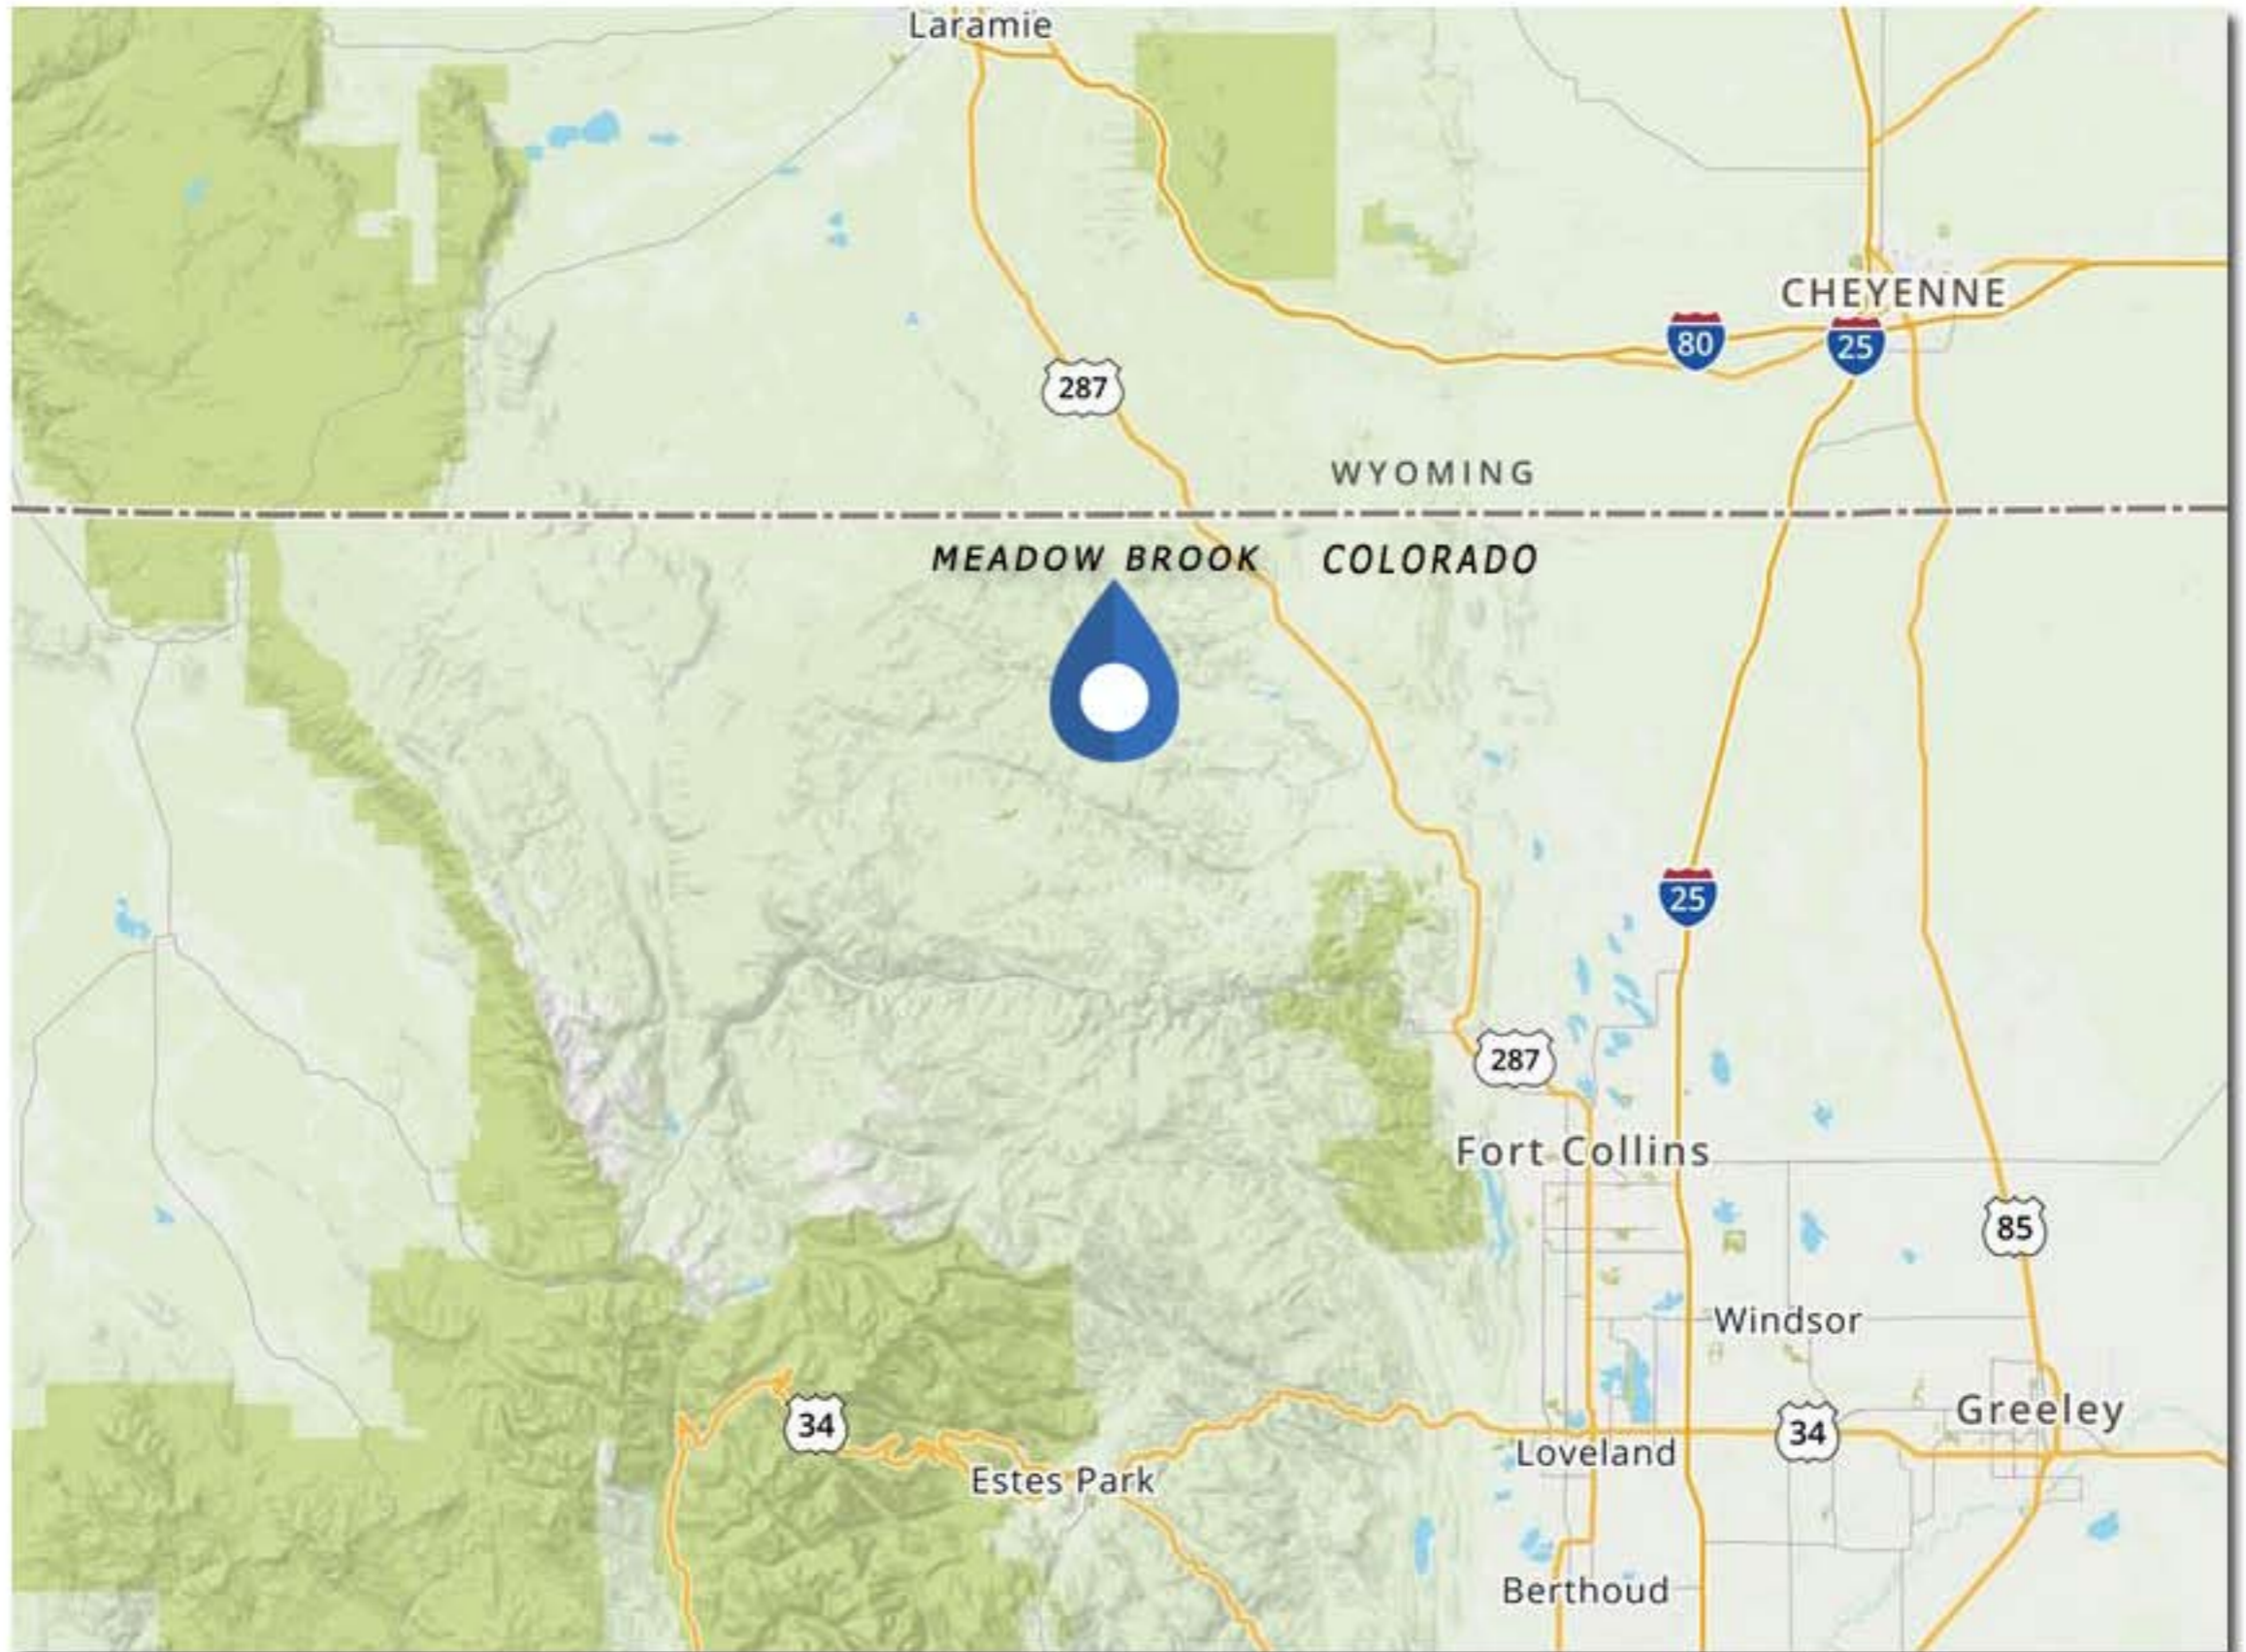 Laramie
CHEYENNE
80
25
287
WYOMING
MEADOW BROOK COLORADO
25
287
Fort Collins
85
Windsor
34
34
Greeley
Loveland
Estes Park
Berthoud